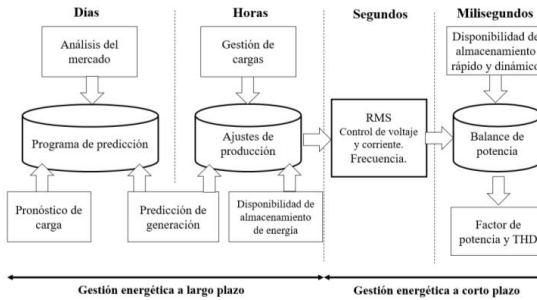 Días
Horas
Segundos
Milisegundos
Análisis del
mercado
Gestión de
cargas
Disponibilidad de
almacenamiento
rápido y dinámico
Programa de predicción
Ajustes de
producción
RMS
Control de voltaje
y corriente.
Frecuencia.
Balance de
potencia
Pronóstico de
carga
Predicción de
generación
Disponibilidad de
almacenamiento
de energía
Factor de
potencia y THD
Gestión energética a largo plazo
Gestión energética a corto plazo